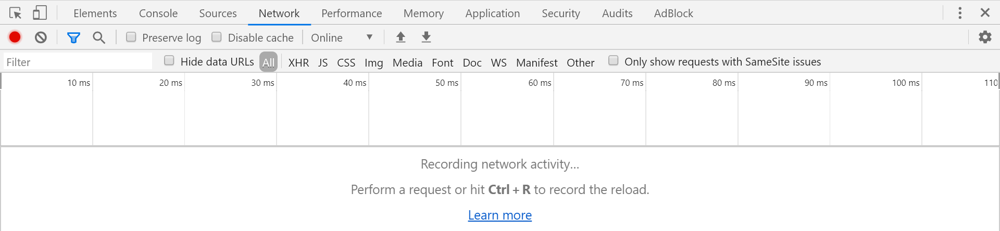 Elements Console Sources Network Performance Memory Application Security Audits AdBlock
Preserve log Disable cache Online
Filter Hide data URLs All XHR JS CSS Img Media Font Doc WS Manifest Other Only show requests with SameSite issues
10 ms 20 ms 30 ms 40 ms 50 ms 60 ms 70 ms 80 ms 90 ms 100 ms 110
Recording network activity...
Perform a request or hit Ctrl + R to record the reload.
Learn more